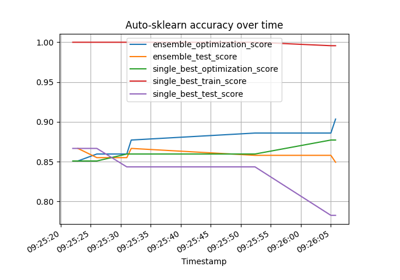 Auto-sklearn accuracy over time
ensemble_optimization_score
ensemble_test_score
single_best_optimization_score
single_best_train_score
single_best_test_score
1.00
0.95
0.90
0.85
0.80
09:25:20
09:25:25
09:25:30
09:25:35
09:25:40
09:25:45
09:25:50
09:25:55
09:26:00
09:26:05
Timestamp